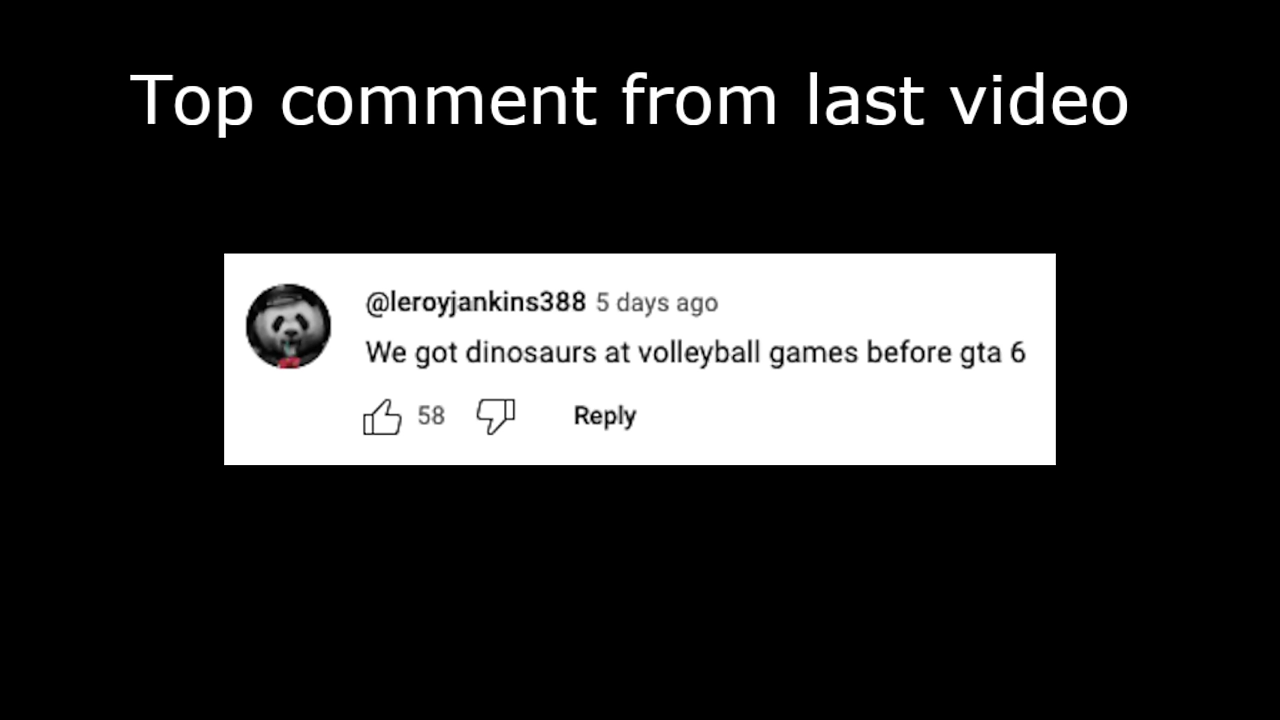 Top comment from last video
@leroyjankins388 5 days ago
We got dinosaurs at volleyball games before gta 6
58 Reply